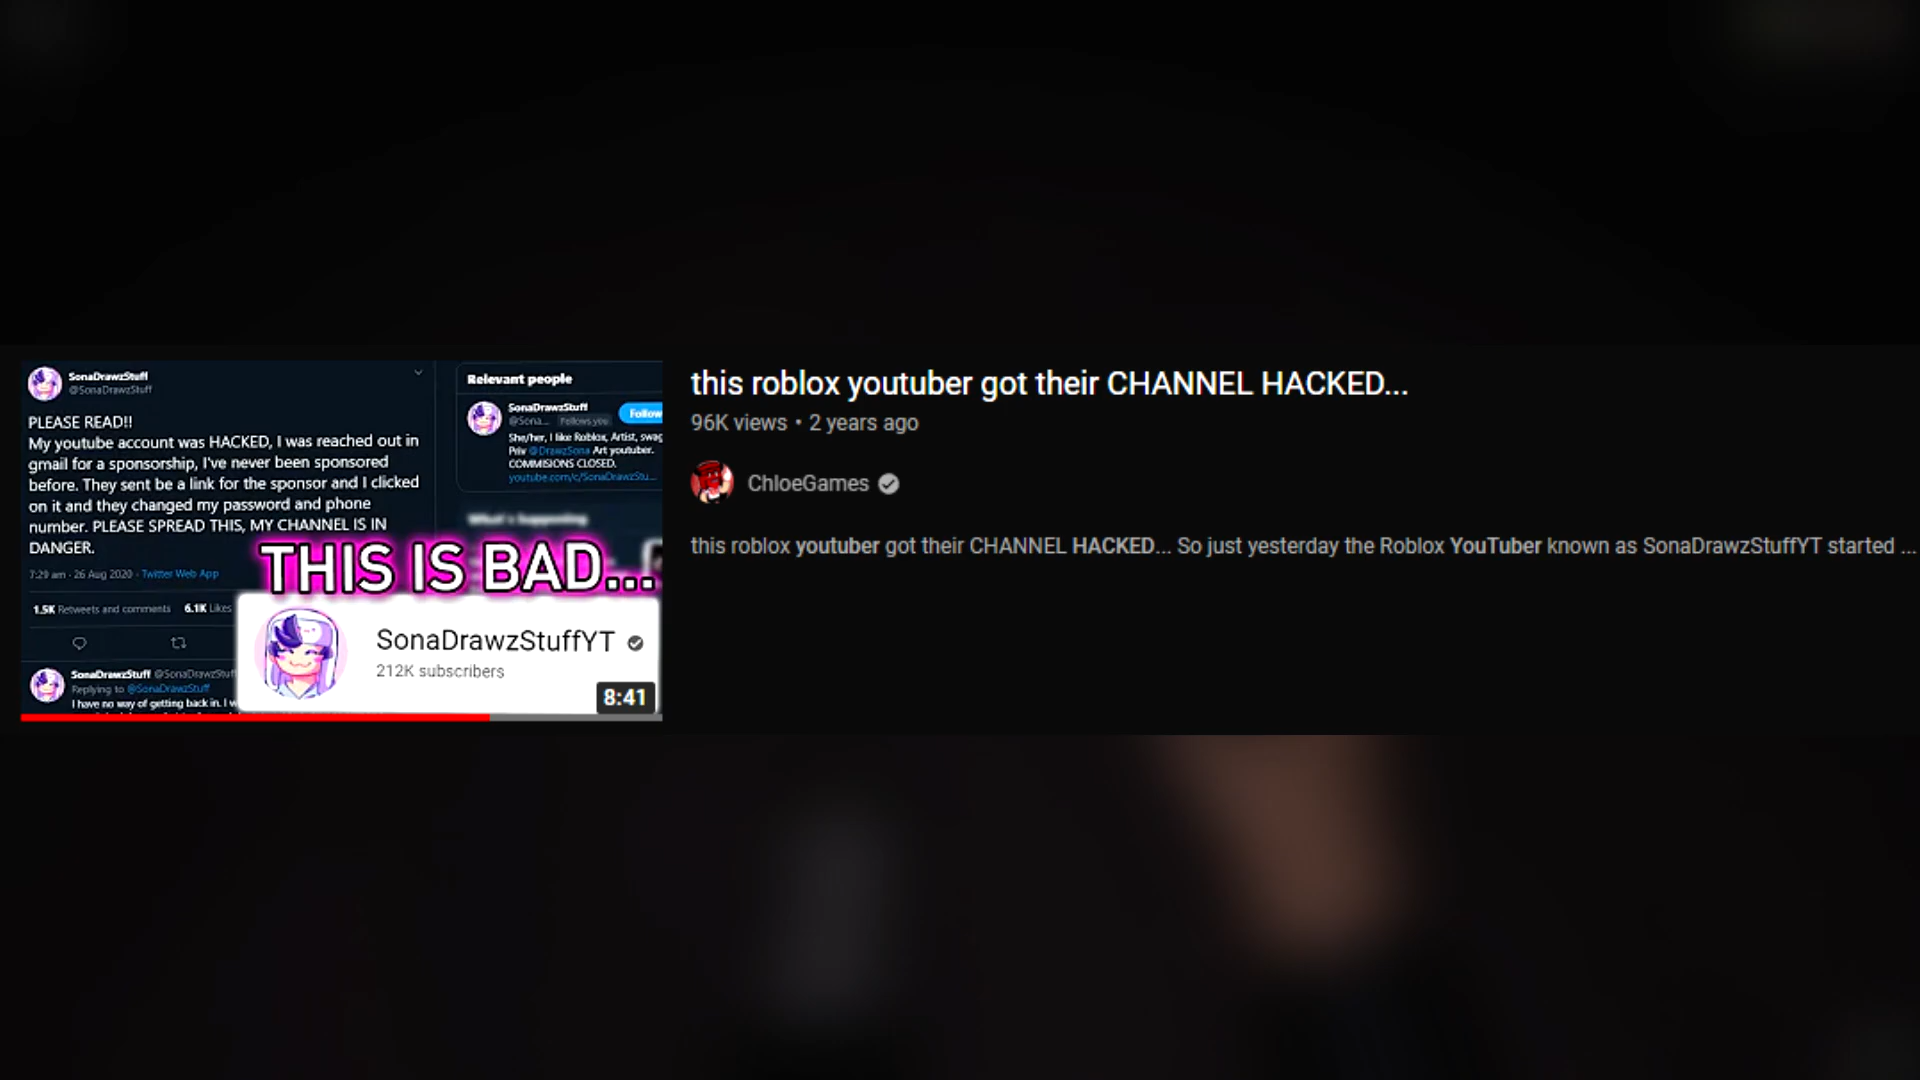 SonaDrawzStuff
@SonaDrawzStuff
PLEASE READ!!
My youtube account was HACKED, I was reached out in
gmail for a sponsorship, I've never been sponsored
before. They sent be a link for the sponsor and I clicked
on it and they changed my password and phone
number. PLEASE SPREAD THIS, MY CHANNEL IS IN
DANGER.
7:29 am · 26 Aug 2020 · Twitter Web App
1.5K Retweets and comments 6.1K Likes
SonaDrawzStuff @SonaDrawzStuff
Replying to @SonaDrawzStuff
I have no way of getting back in. I w
Relevant people
SonaDrawzStuff
@Sona... Follows you
Follow
She/her, I like Roblox, Artist, swag
Priv @DrawzSona Art youtuber.
COMMISIONS CLOSED.
youtube.com/c/SonaDrawzStu...
What's happening
THIS IS BAD...
SonaDrawzStuffYT
212K subscribers
8:41
this roblox youtuber got their CHANNEL HACKED...
96K views • 2 years ago
ChloeGames
this roblox youtuber got their CHANNEL HACKED... So just yesterday the Roblox YouTuber known as SonaDrawzStuffYT started ...